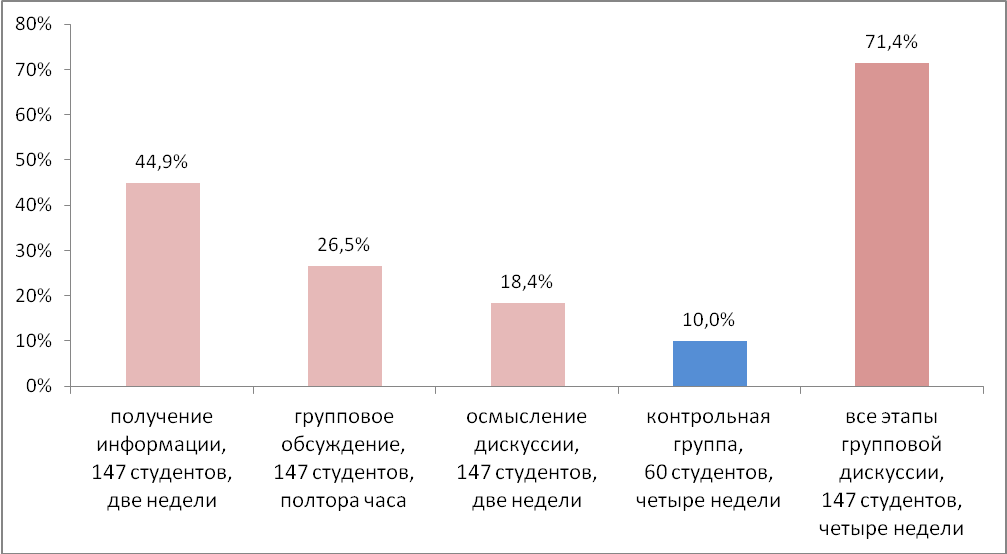 80%
70%
60%
50%
40%
30%
20%
10%
0%
44,9%
26,5%
18,4%
10,0%
71,4%
получение
информации,
147 студентов,
две недели
групповое
обсуждение,
147 студентов,
полтора часа
осмысление
дискуссии,
147 студентов,
две недели
контрольная
группа,
60 студентов,
четыре недели
все этапы
групповой
дискуссии,
147 студентов,
четыре недели